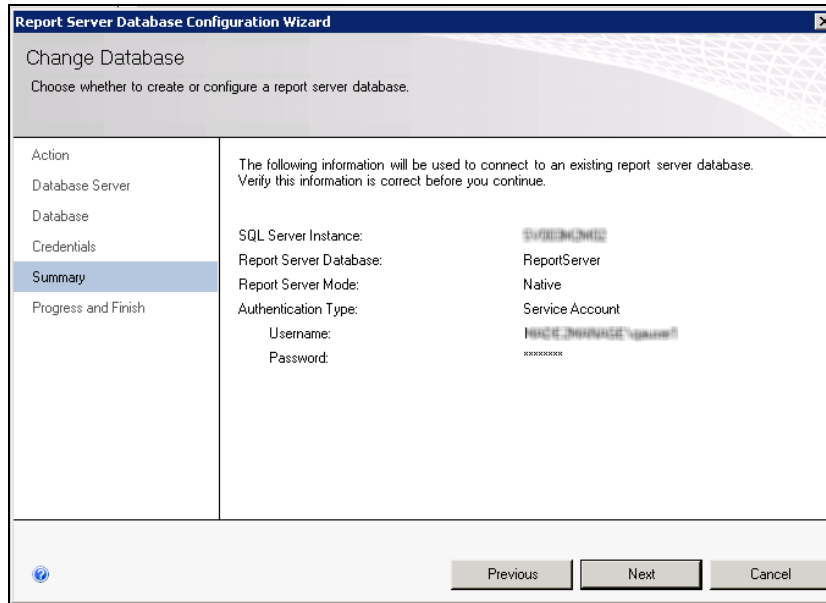 Report Server Database Configuration Wizard
Change Database
Choose whether to create or configure a report server database.
Action
Database Server
Database
Credentials
Summary
Progress and Finish
The following information will be used to connect to an existing report server database.
Verify this information is correct before you continue.
SQL Server Instance:
Report Server Database: ReportServer
Report Server Mode: Native
Authentication Type: Service Account
Username:
Password: ********
Previous Next Cancel